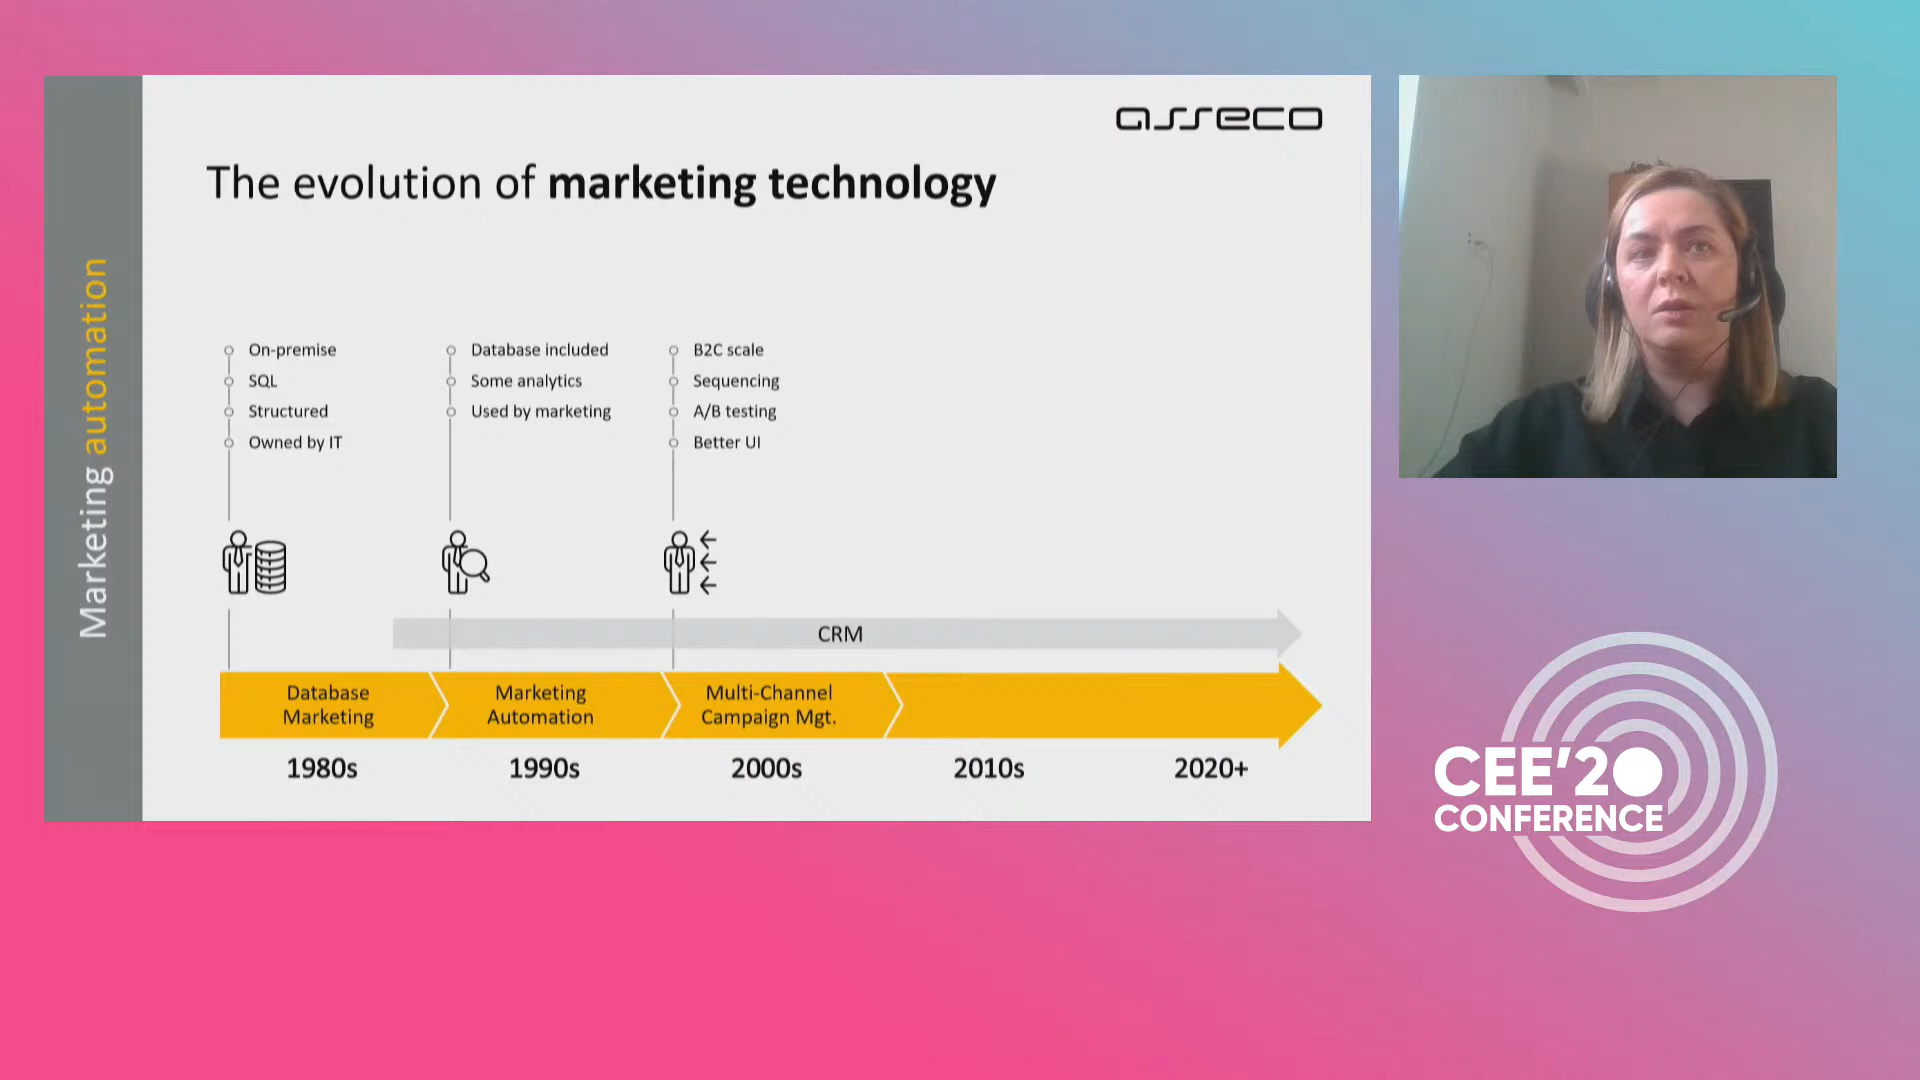 asseco
The evolution of marketing technology
Marketing automation
On-premise
SQL
Structured
Owned by IT
Database included
Some analytics
Used by marketing
B2C scale
Sequencing
A/B testing
Better UI
CRM
Database
Marketing
Marketing
Automation
Multi-Channel
Campaign Mgt.
1980s
1990s
2000s
2010s
2020+
CEE'20
CONFERENCE